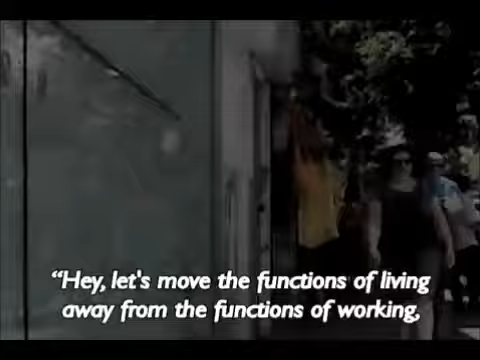 “Hey, let's move the functions of living
away from the functions of working,